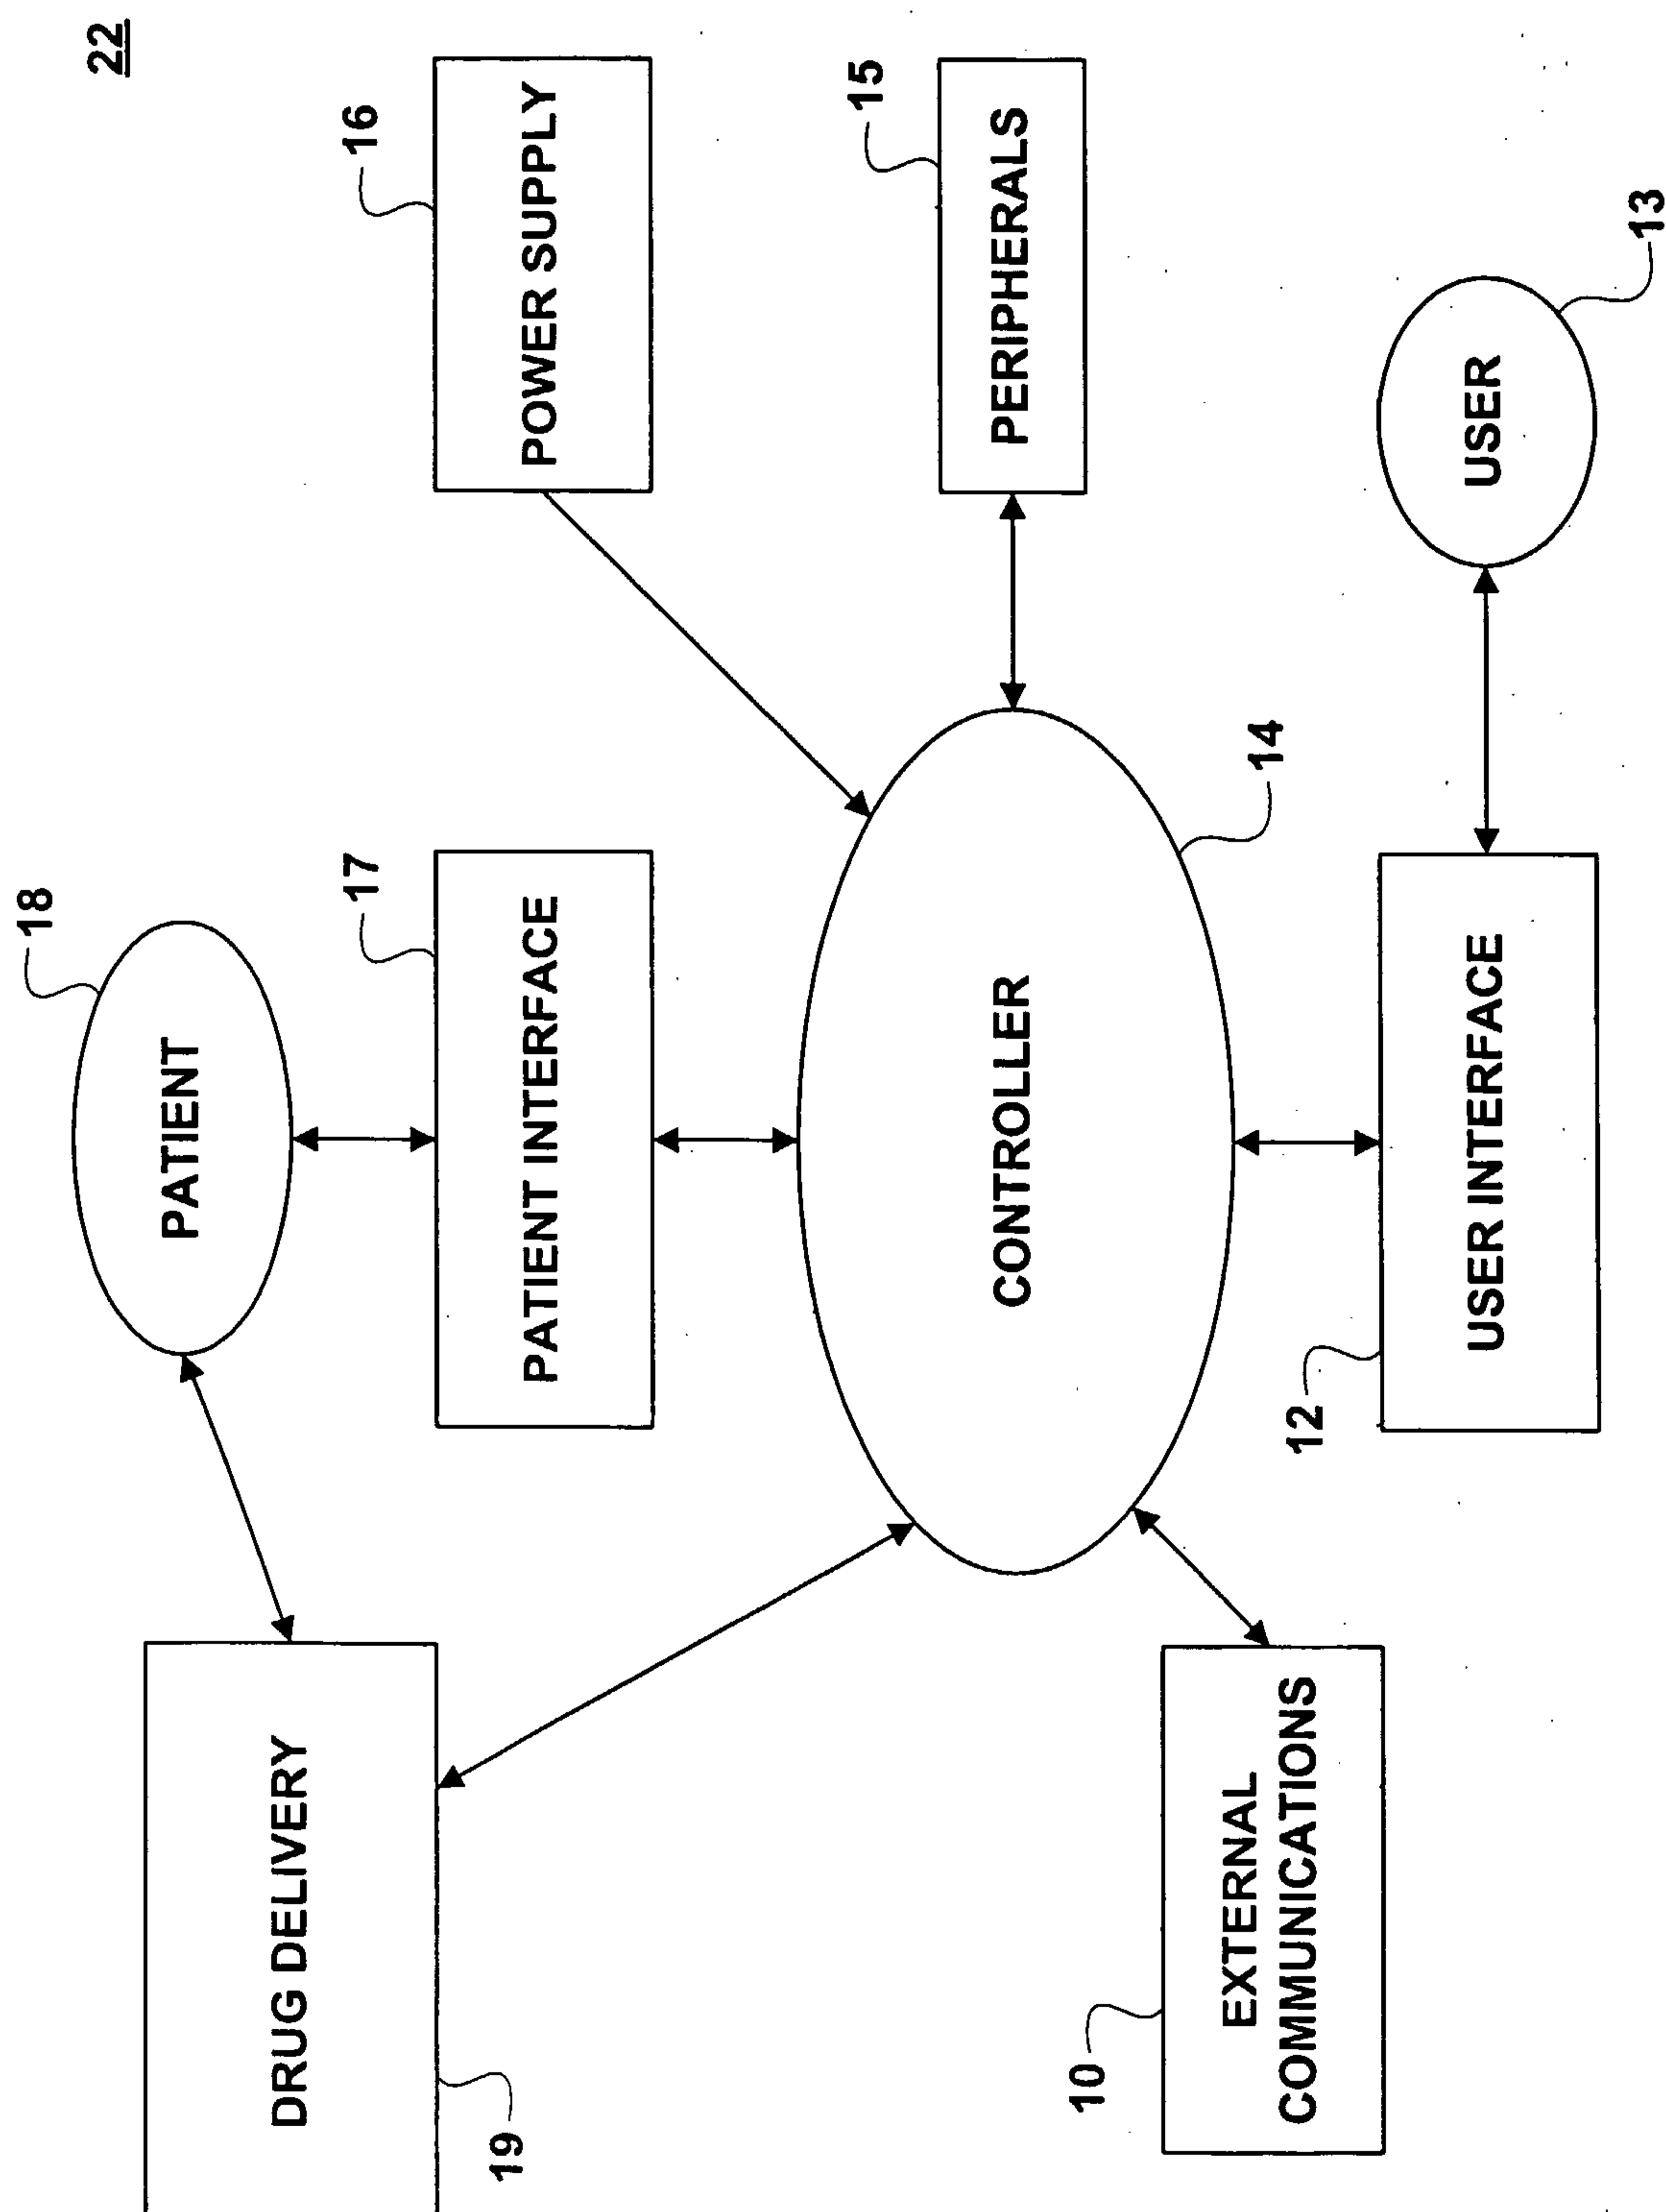 22
18
PATIENT
DRUG DELIVERY
19
17
PATIENT INTERFACE
16
POWER SUPPLY
CONTROLLER
14
15
PERIPHERALS
10
EXTERNAL
COMMUNICATIONS
12
USER INTERFACE
USER
13